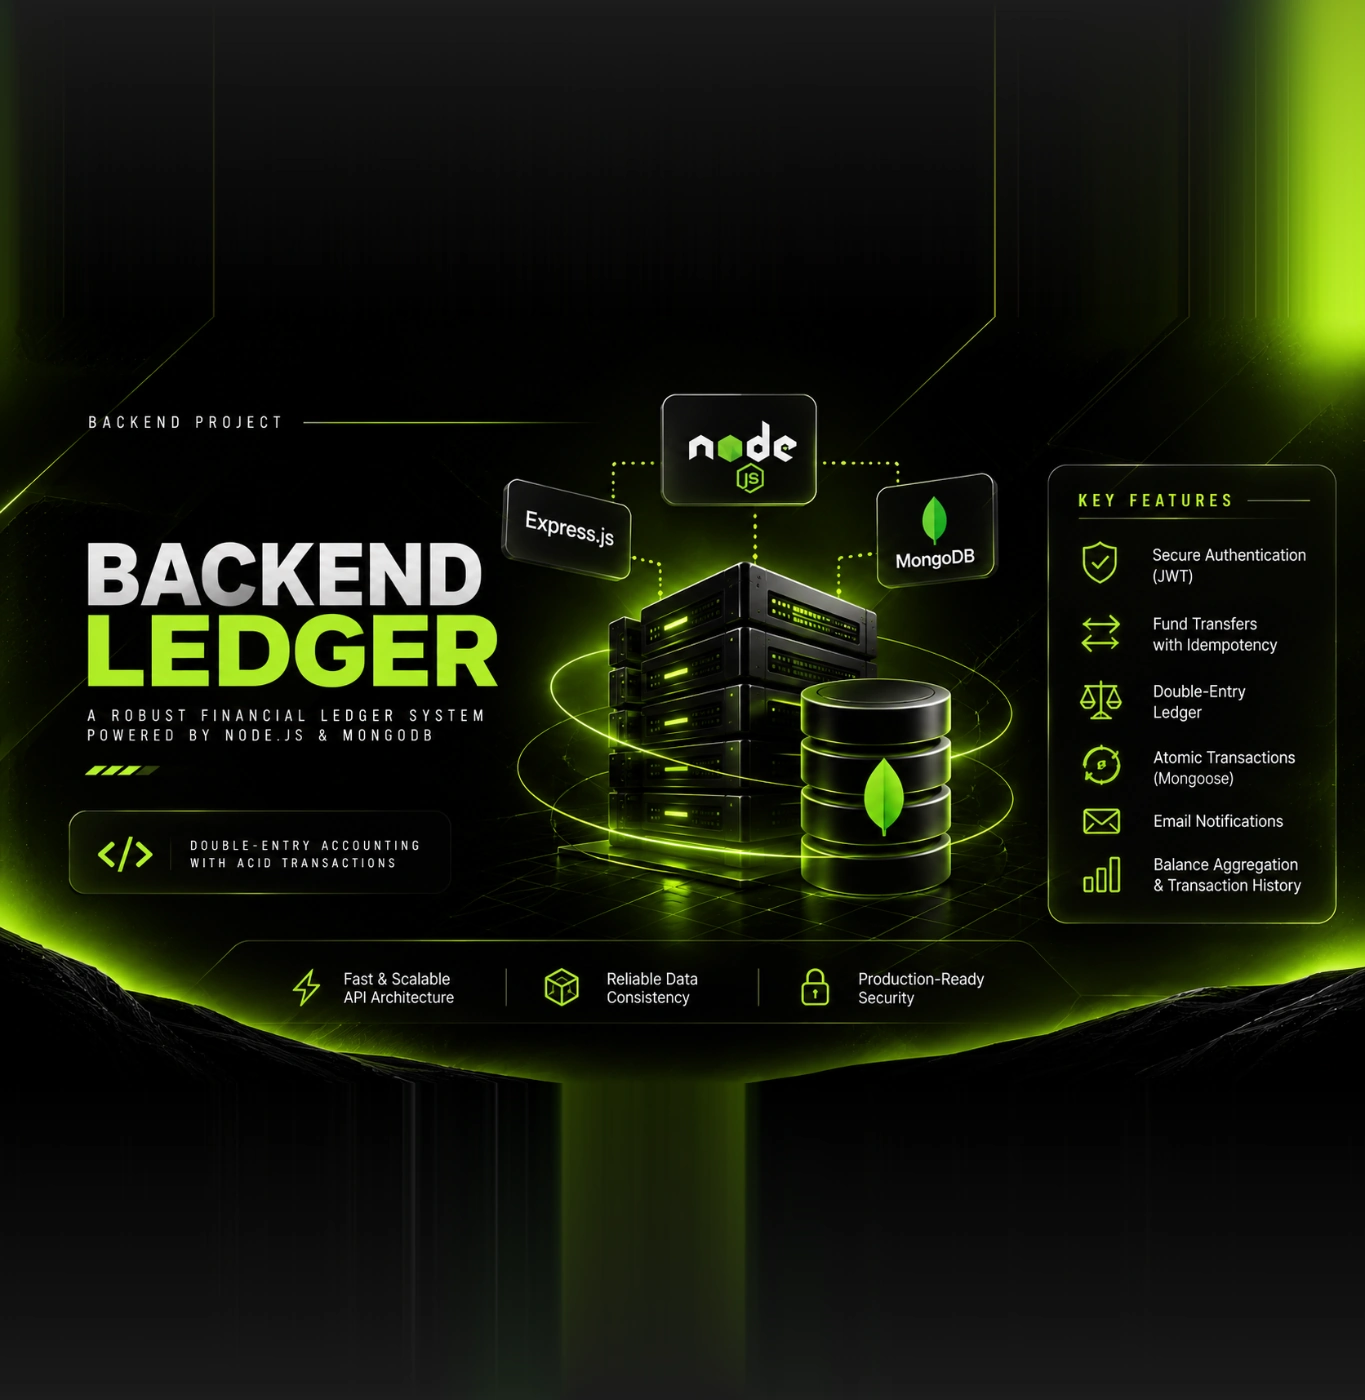 BACKEND PROJECT
BACKEND
LEDGER
A ROBUST FINANCIAL LEDGER SYSTEM
POWERED BY NODE.JS & MONGODB
</>
DOUBLE-ENTRY ACCOUNTING
WITH ACID TRANSACTIONS
node
JS
Express.js
MongoDB
KEY FEATURES
Secure Authentication
(JWT)
Fund Transfers
with Idempotency
Double-Entry
Ledger
Atomic Transactions
(Mongoose)
Email Notifications
Balance Aggregation
& Transaction History
Fast & Scalable
API Architecture
Reliable Data
Consistency
Production-Ready
Security